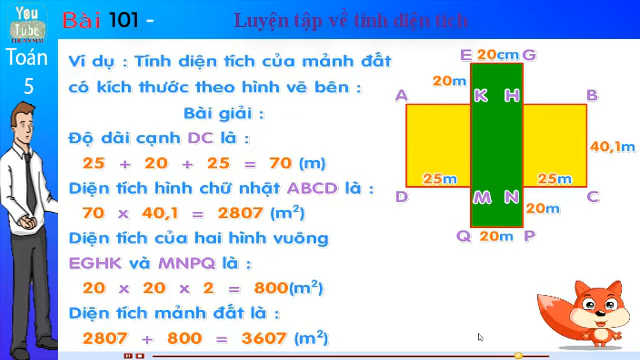 You
Tube
THUAN MAI
Bài 101 -
Luyện tập về tính diện tích
Toán
5
Ví dụ : Tính diện tích của mảnh đất
có kích thước theo hình vẽ bên :
Bài giải :
Độ dài cạnh DC là :
25 + 20 + 25 = 70 (m)
Diện tích hình chữ nhật ABCD là :
70 x 40,1 = 2807 (m²)
Diện tích của hai hình vuông
EGHK và MNPQ là :
20 x 20 x 2 = 800(m²)
Diện tích mảnh đất là :
2807 + 800 = 3607 (m²)
E 20cm G
20m
A K H B
40,1m
25m 25m
D M N C
20m
Q 20m P